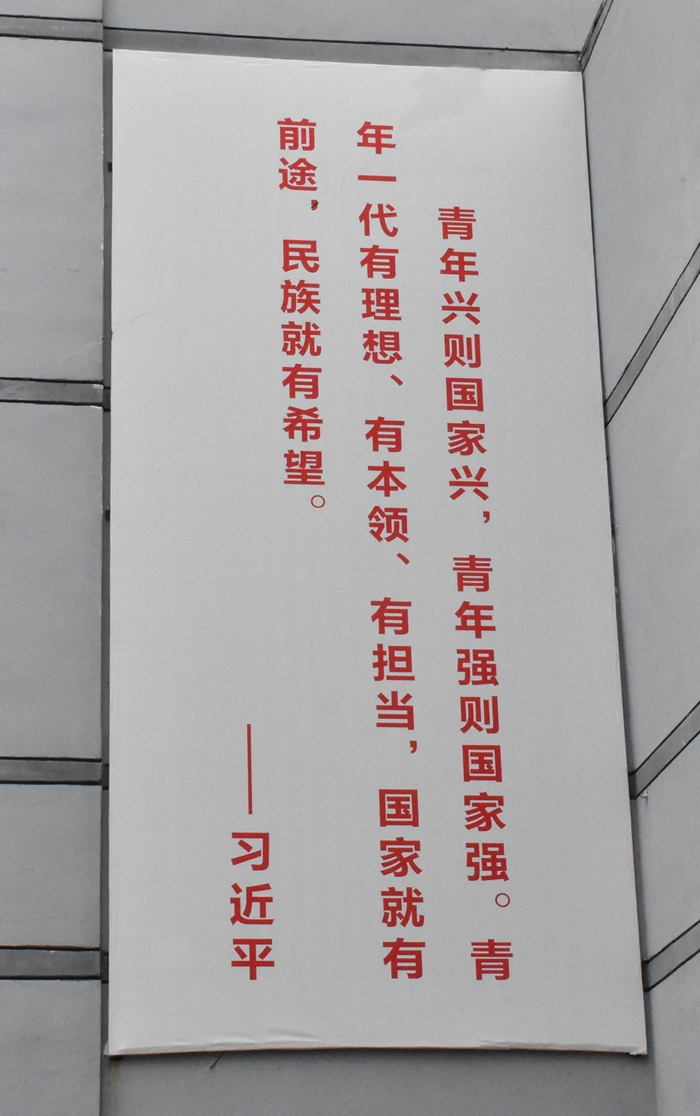 青年兴则国家兴，青年强则国家强。青
年一代有理想、有本领、有担当，国家就有
前途，民族就有希望。
——习近平